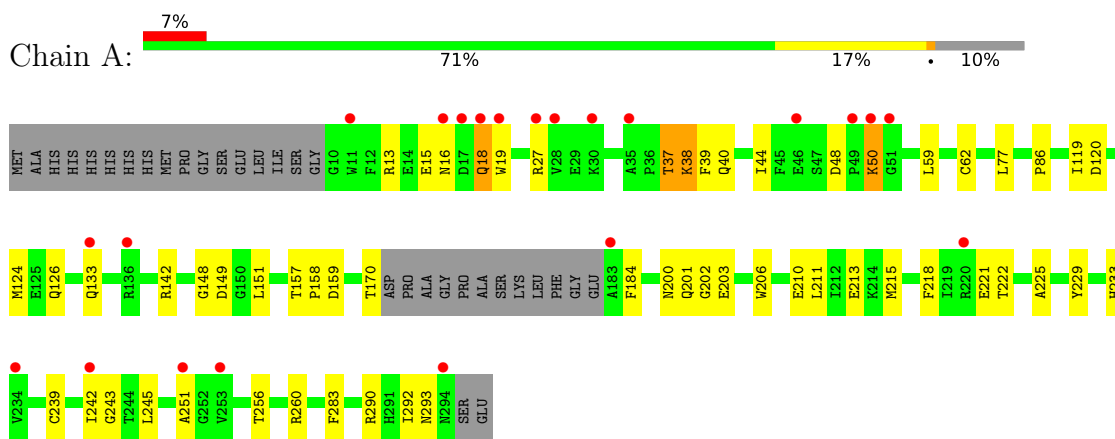 7%
Chain A:
71% 17% • 10%
MET ALA HIS HIS HIS HIS HIS HIS MET PRO GLY SER GLU LEU ILE SER GLY G10 W11 F12 R13 E14 E15 N16 D17 Q18 W19 R27 V28 E29 K30 A35 P36 T37 K38 F39 Q40 I44 F45 E46 S47 D48 P49 K50 G51 L59 C62 L77 P86 I119 D120
M124 E125 Q126 Q133 R136 R142 G148 D149 G150 L151 T157 P158 D159 T170 ASP PRO ALA GLY PRO ALA SER LYS LEU PHE GLY GLU A183 F184 N200 Q201 G202 E203 W206 E210 L211 I212 E213 K214 M215 F218 I219 R220 E221 T222 A225 Y229 H233
V234 C239 I242 G243 T244 L245 A251 G252 V253 T256 R260 F283 R290 H291 I292 N293 N294 SER GLU